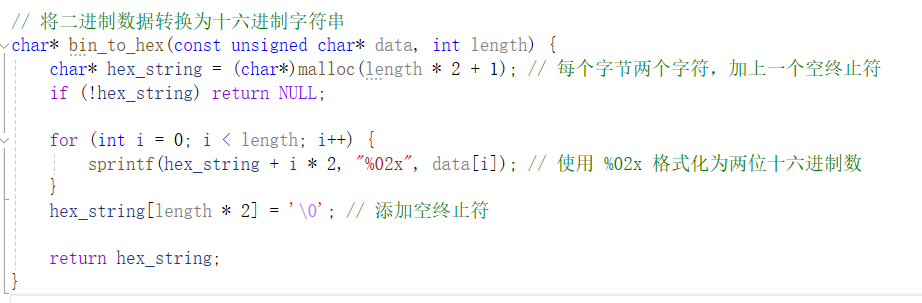 // 将二进制数据转换为十六进制字符串
char* bin_to_hex(const unsigned char* data, int length) {
    char* hex_string = (char*)malloc(length * 2 + 1); // 每个字节两个字符，加上一个空终止符
    if (!hex_string) return NULL;

    for (int i = 0; i < length; i++) {
        sprintf(hex_string + i * 2, "%02x", data[i]); // 使用 %02x 格式化为两位十六进制数
    }
    hex_string[length * 2] = '\0'; // 添加空终止符

    return hex_string;
}